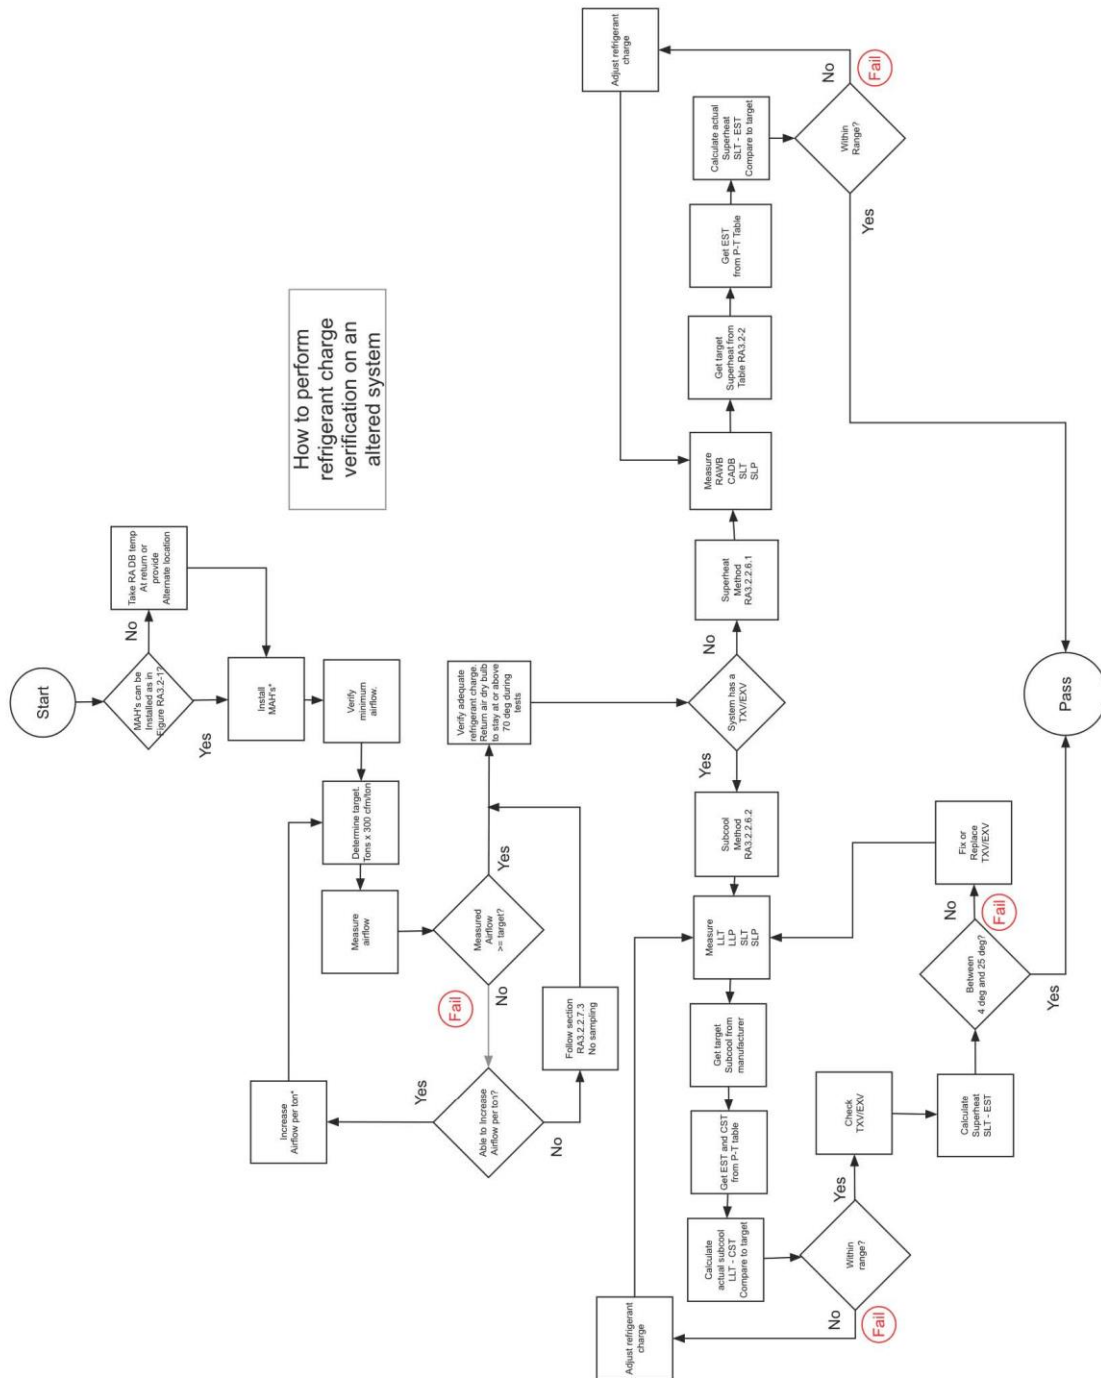 Start
MAH's can be
Installed as in
Figure RA3.2-1?
No
Take RA DB temp
At return or
provide
Alternate location
Yes
Install
MAH's*
Verify
minimum
airflow.
Determine target.
Tons x 300 cfm/ton
Measure
airflow
Measured
Airflow
>= target?
Yes
No
Fail
Able to Increase
Airflow per ton?
Yes
Increase
Airflow per ton*
No
Follow section
RA3.2.2.7.3
No sampling
Verify adequate
refrigerant charge.
Return air dry bulb
to stay at or above
70 deg during
tests
How to perform
refrigerant charge
verification on an
altered system
System has a
TXV/EXV
No
Superheat
Method
RA3.2.2.6.1
Measure
RAWB
CADB
SLT
SLP
Get target
Superheat from
Table RA3.2-2
Get EST
from P-T Table
Calculate actual
Superheat
SLT - EST
Compare to target
Within
Range?
No
Fail
Adjust refrigerant
charge
Yes
Yes
Subcool
Method
RA3.2.2.6.2
Measure
LLT
LLP
SLT
SLP
Get target
Subcool from
manufacturer
Get EST and CST
from P-T table
Calculate
actual subcool
LLT - CST
Compare to target
Within
range?
No
Fail
Adjust refrigerant
charge
Yes
Check
TXV/EXV
Calculate
Superheat
SLT - EST
Between
4 deg and 25 deg?
No
Fail
Fix or
Replace
TXV/EXV
Yes
Pass